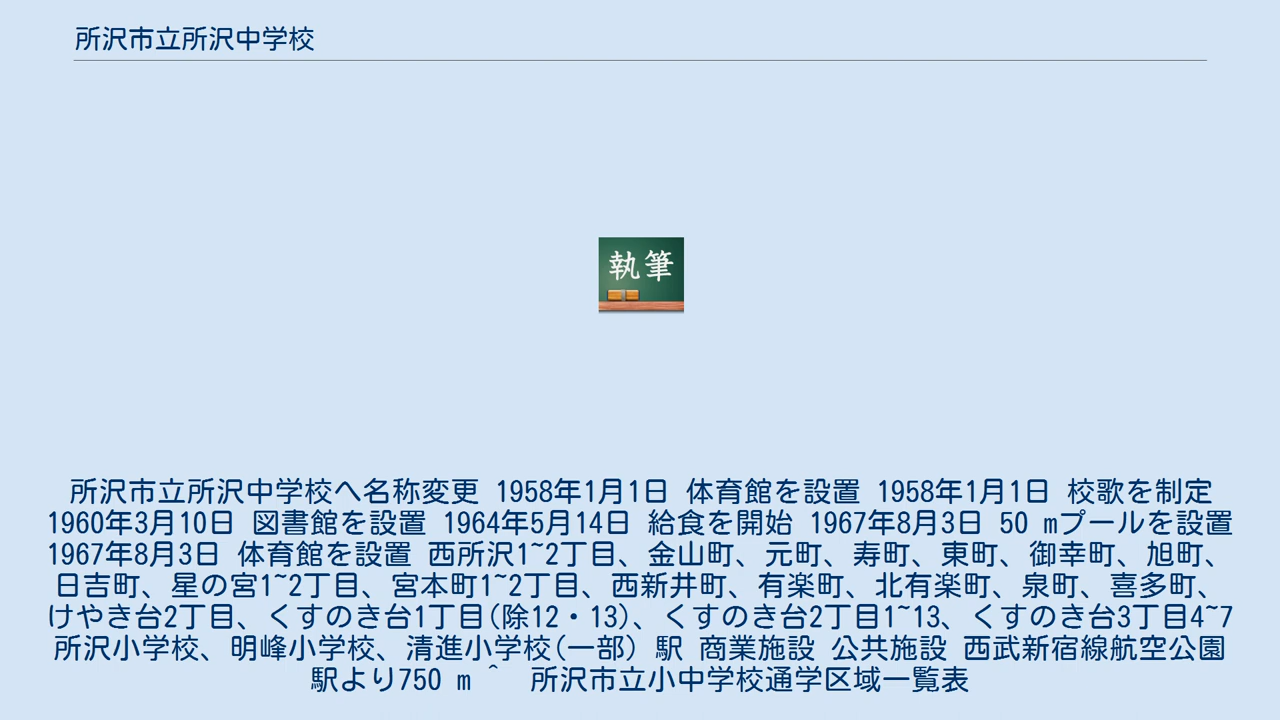 所沢市立所沢中学校
執筆
所沢市立所沢中学校へ名称変更 1958年1月1日 体育館を設置 1958年1月1日 校歌を制定
1960年3月10日 図書館を設置 1964年5月14日 給食を開始 1967年8月3日 50 mプールを設置
1967年8月3日 体育館を設置 西所沢1~2丁目、金山町、元町、寿町、東町、御幸町、旭町、
日吉町、星の宮1~2丁目、宮本町1~2丁目、西新井町、有楽町、北有楽町、泉町、喜多町、
けやき台2丁目、くすのき台1丁目(除12・13)、くすのき台2丁目1~13、くすのき台3丁目4~7
所沢小学校、明峰小学校、清進小学校(一部) 駅 商業施設 公共施設 西武新宿線航空公園
駅より750 m ^ 所沢市立小中学校通学区域一覧表